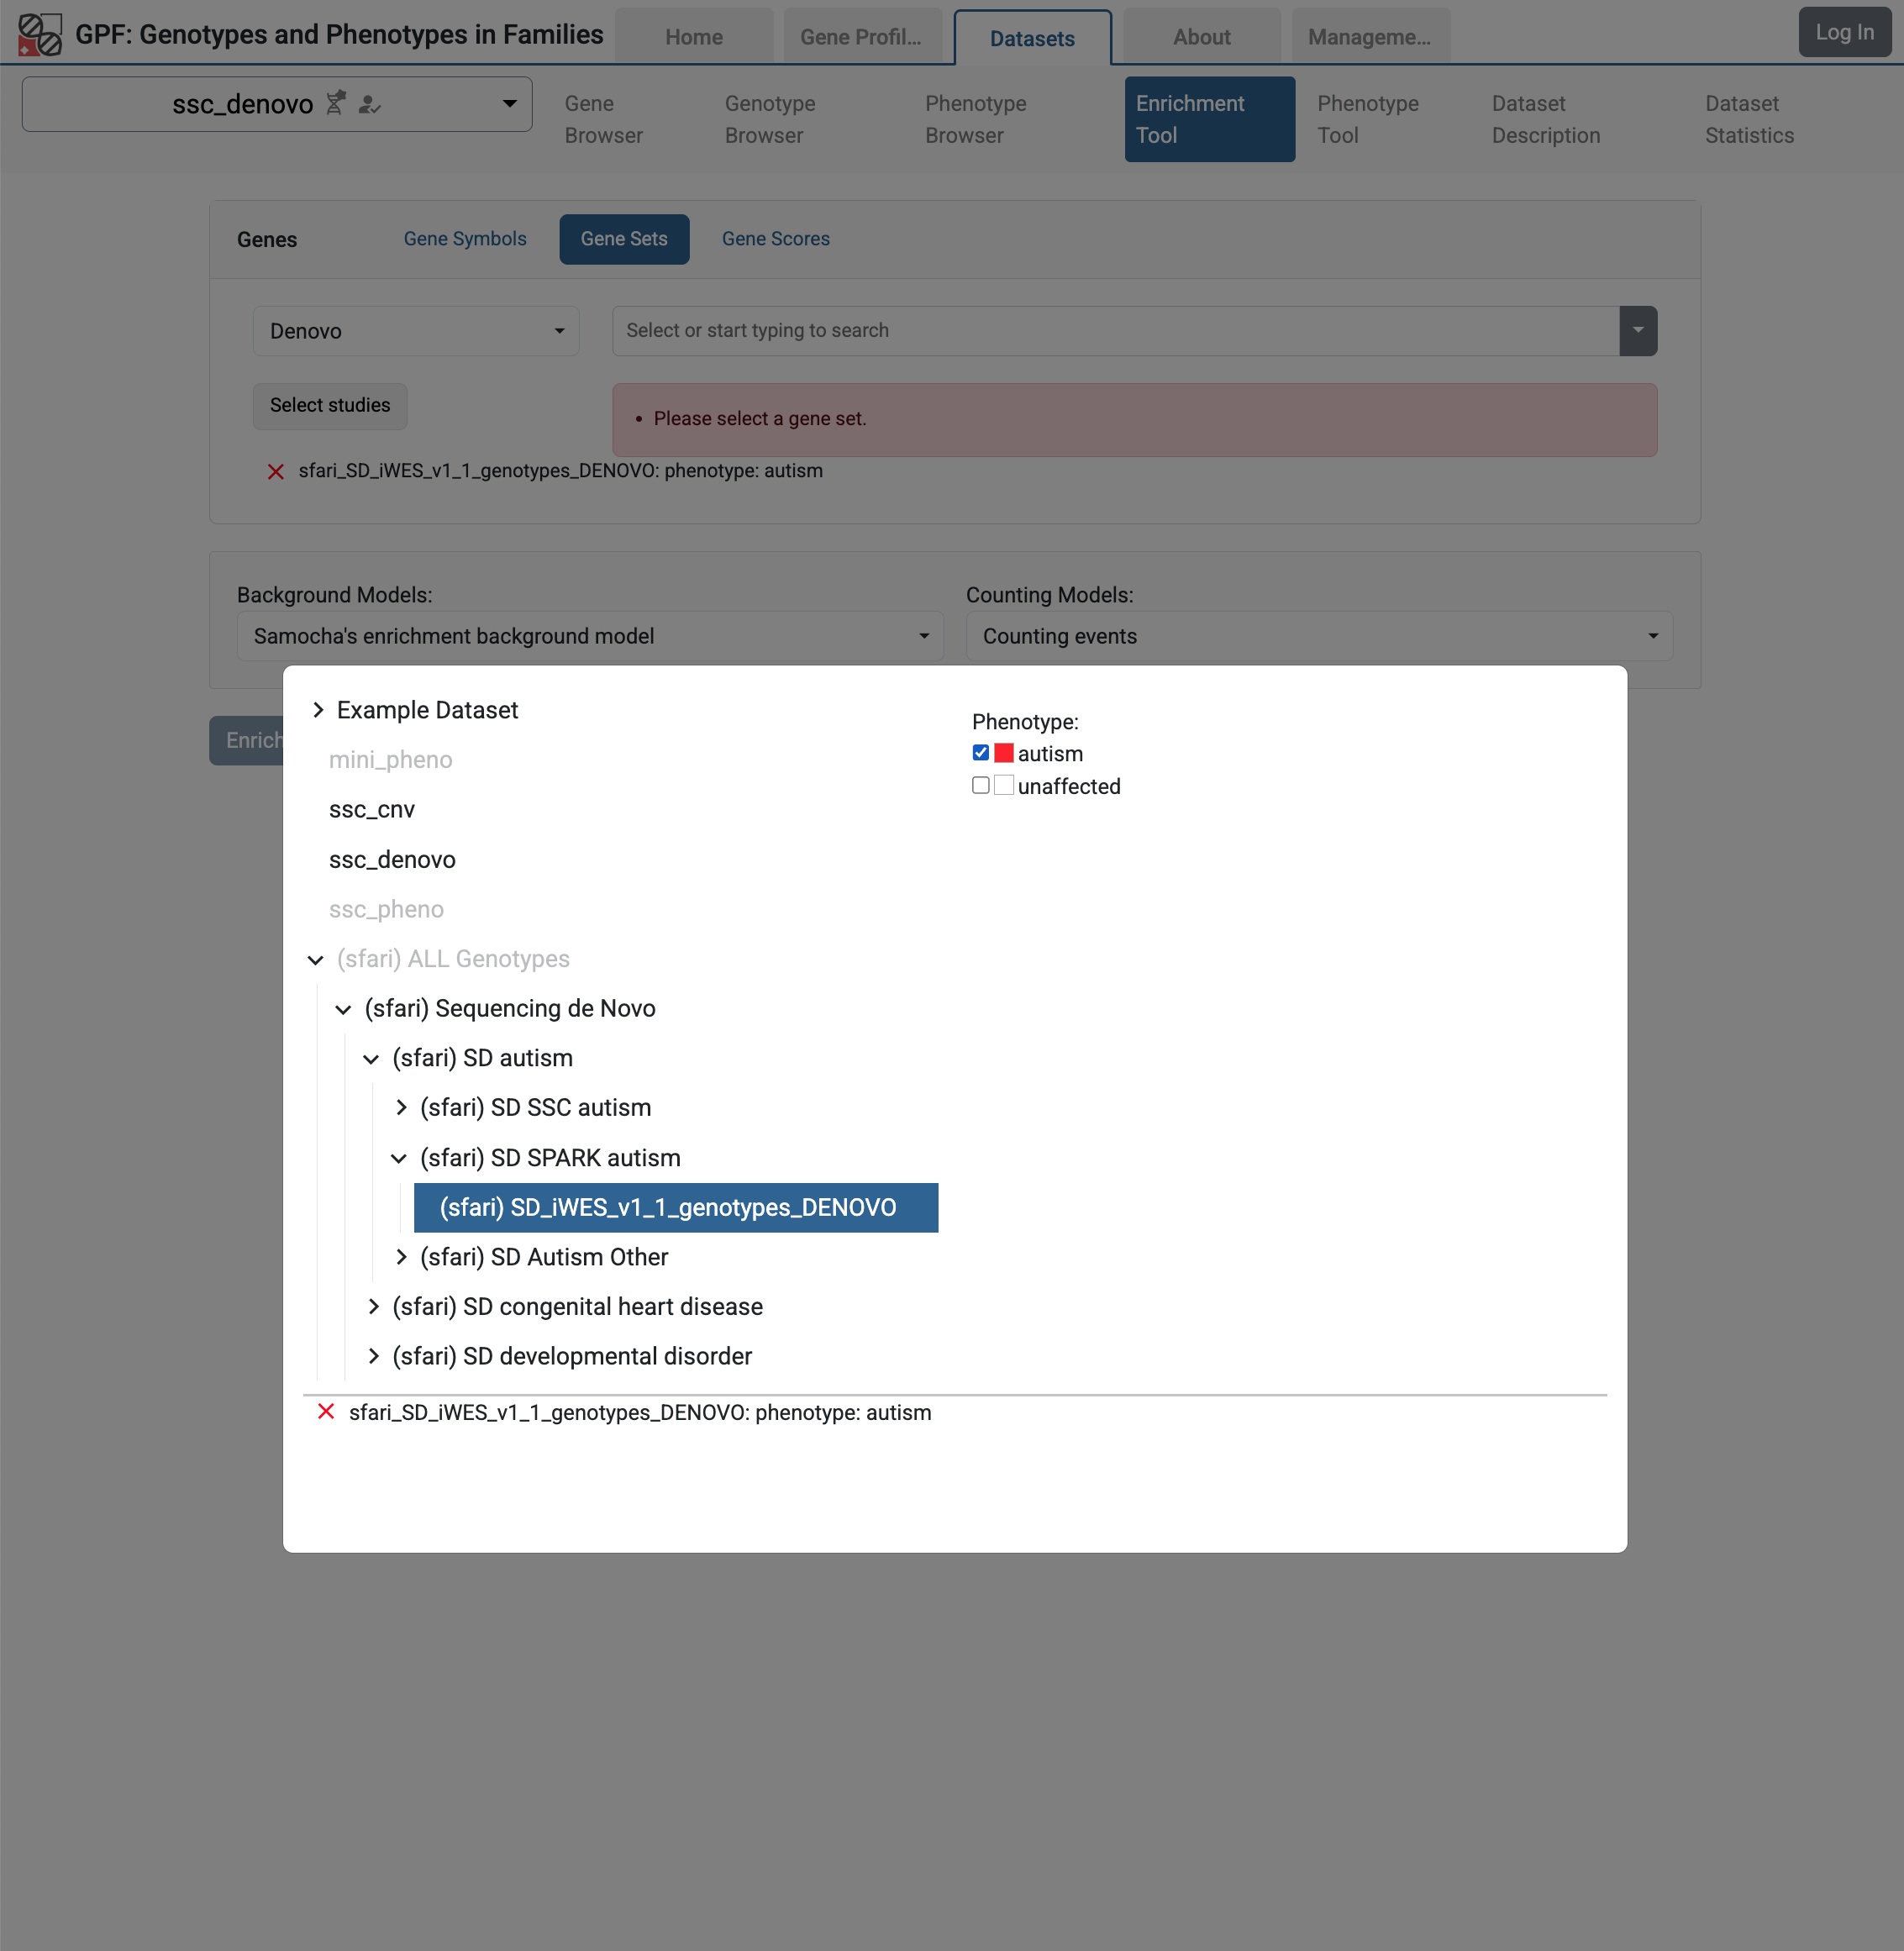 GPF: Genotypes and Phenotypes in Families
Home
Gene Profil...
Datasets
About
Manageme...
Log In
ssc_denovo
Gene
Browser
Genotype
Browser
Phenotype
Browser
Enrichment
Tool
Phenotype
Tool
Dataset
Description
Dataset
Statistics
Genes
Gene Symbols
Gene Sets
Gene Scores
Denovo
Select or start typing to search
Select studies
Please select a gene set.
sfari_SD_iWES_v1_1_genotypes_DENOVO: phenotype: autism
Background Models:
Samocha's enrichment background model
Counting Models:
Counting events
Enrich
Example Dataset
mini_pheno
ssc_cnv
ssc_denovo
ssc_pheno
(sfari) ALL Genotypes
(sfari) Sequencing de Novo
(sfari) SD autism
(sfari) SD SSC autism
(sfari) SD SPARK autism
(sfari) SD_iWES_v1_1_genotypes_DENOVO
(sfari) SD Autism Other
(sfari) SD congenital heart disease
(sfari) SD developmental disorder
Phenotype:
autism
unaffected
sfari_SD_iWES_v1_1_genotypes_DENOVO: phenotype: autism